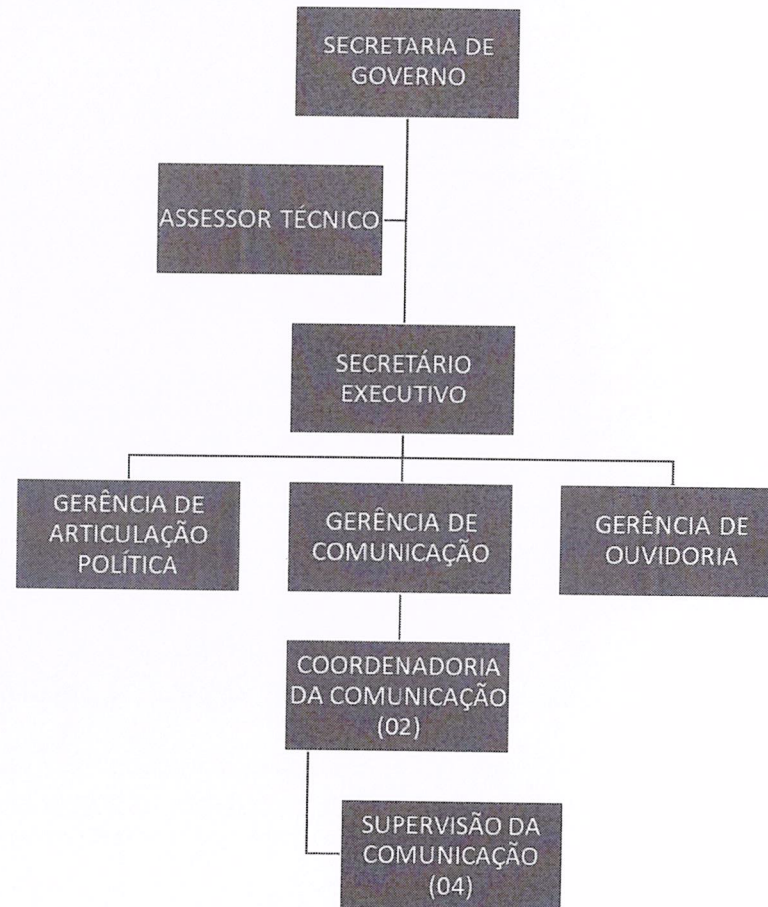 SECRETARIA DE
GOVERNO
ASSESSOR TÉCNICO
SECRETÁRIO
EXECUTIVO
GERÊNCIA DE
ARTICULAÇÃO
POLÍTICA
GERÊNCIA DE
COMUNICAÇÃO
GERÊNCIA DE
OUVIDORIA
COORDENADORIA
DA COMUNICAÇÃO
(02)
SUPERVISÃO DA
COMUNICAÇÃO
(04)